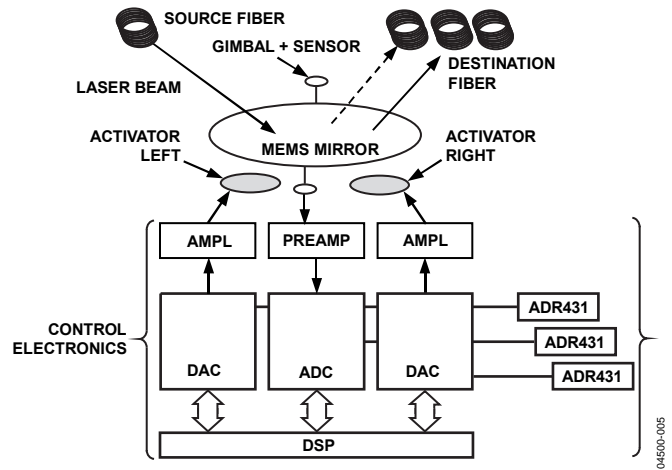 SOURCE FIBER
GIMBAL + SENSOR
DESTINATION
FIBER
LASER BEAM
MEMS MIRROR
ACTIVATOR
LEFT
ACTIVATOR
RIGHT
AMPL
PREAMP
AMPL
CONTROL
ELECTRONICS
DAC
ADC
DAC
ADR431
ADR431
ADR431
DSP
04500-005